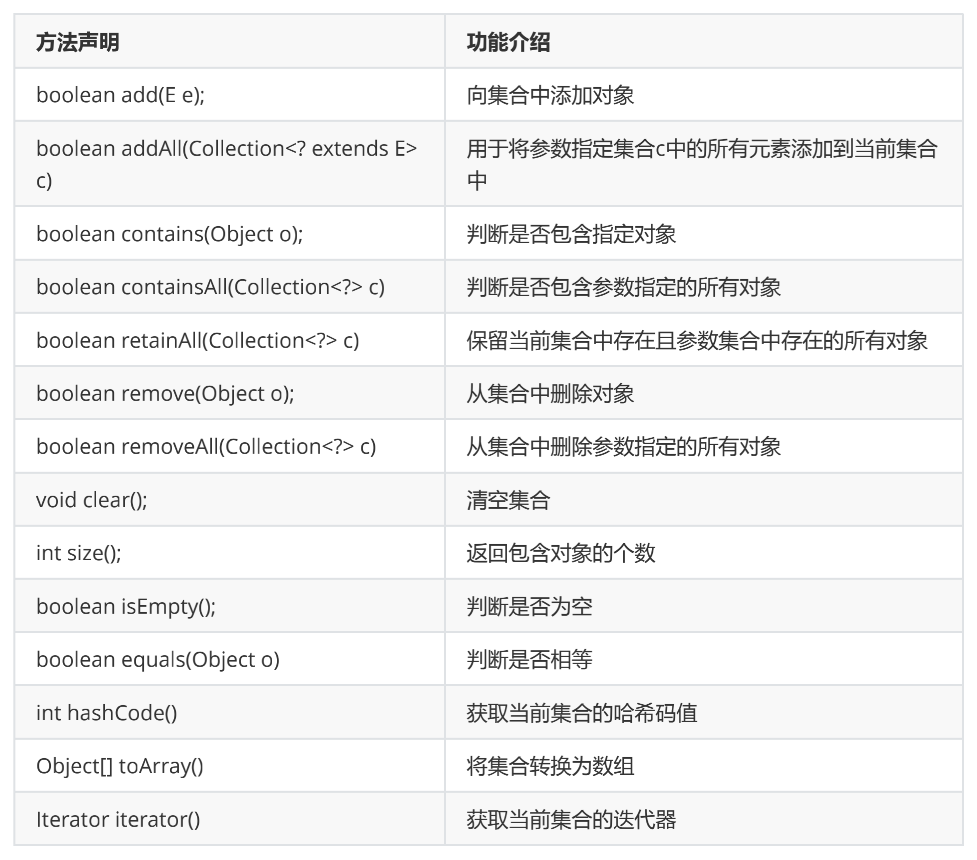 方法声明
功能介绍
boolean add(E e);
向集合中添加对象
boolean addAll(Collection<? extends E>
c)
用于将参数指定集合c中的所有元素添加到当前集合
中
boolean contains(Object o);
判断是否包含指定对象
boolean containsAll(Collection<?> c)
判断是否包含参数指定的所有对象
boolean retainAll(Collection<?> c)
保留当前集合中存在且参数集合中存在的所有对象
boolean remove(Object o);
从集合中删除对象
boolean removeAll(Collection<?> c)
从集合中删除参数指定的所有对象
void clear();
清空集合
int size();
返回包含对象的个数
boolean isEmpty();
判断是否为空
boolean equals(Object o)
判断是否相等
int hashCode()
获取当前集合的哈希码值
Object[] toArray()
将集合转换为数组
Iterator iterator()
获取当前集合的迭代器